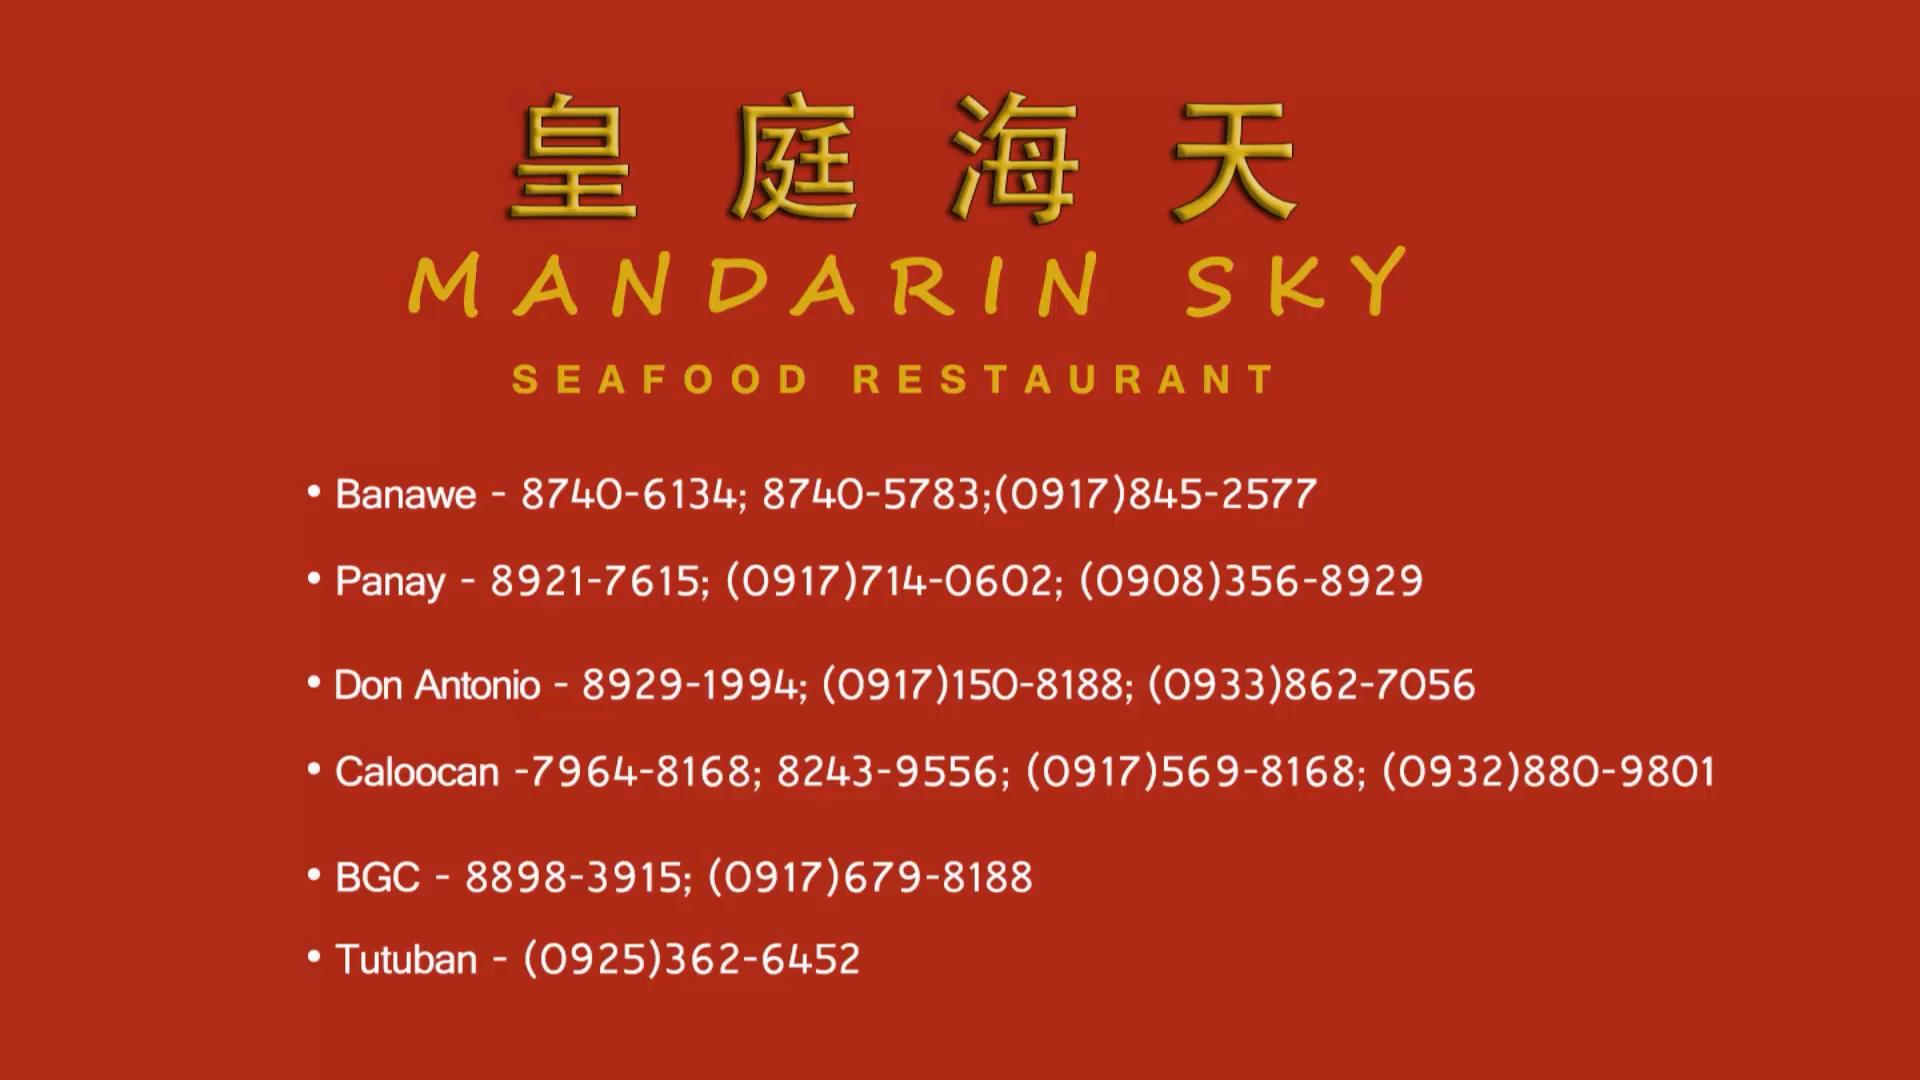 皇庭海天
MANDARIN SKY
SEAFOOD RESTAURANT
• Banawe - 8740-6134; 8740-5783;(0917)845-2577
• Panay - 8921-7615; (0917)714-0602; (0908)356-8929
• Don Antonio - 8929-1994; (0917)150-8188; (0933)862-7056
• Caloocan -7964-8168; 8243-9556; (0917)569-8168; (0932)880-9801
• BGC - 8898-3915; (0917)679-8188
• Tutuban - (0925)362-6452